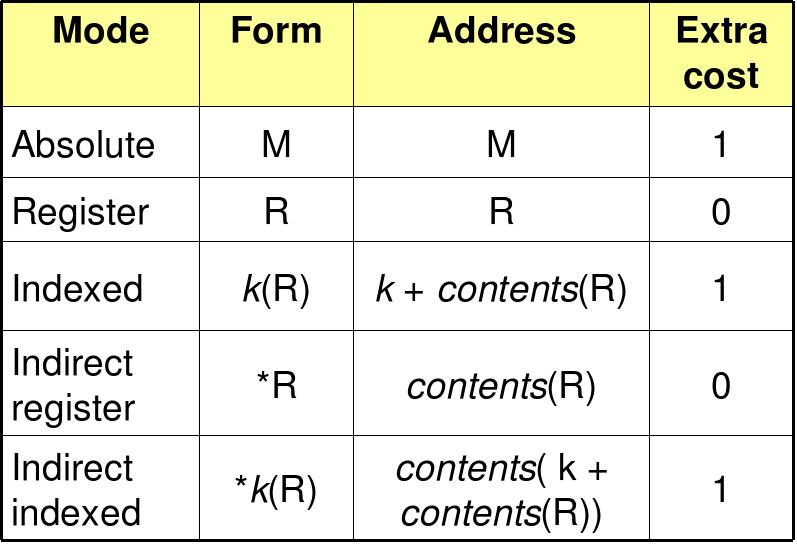 Mode Form Address Extra cost
Absolute M M 1
Register R R 0
Indexed k(R) k + contents(R) 1
Indirect register *R contents(R) 0
Indirect indexed *k(R) contents( k + contents(R)) 1